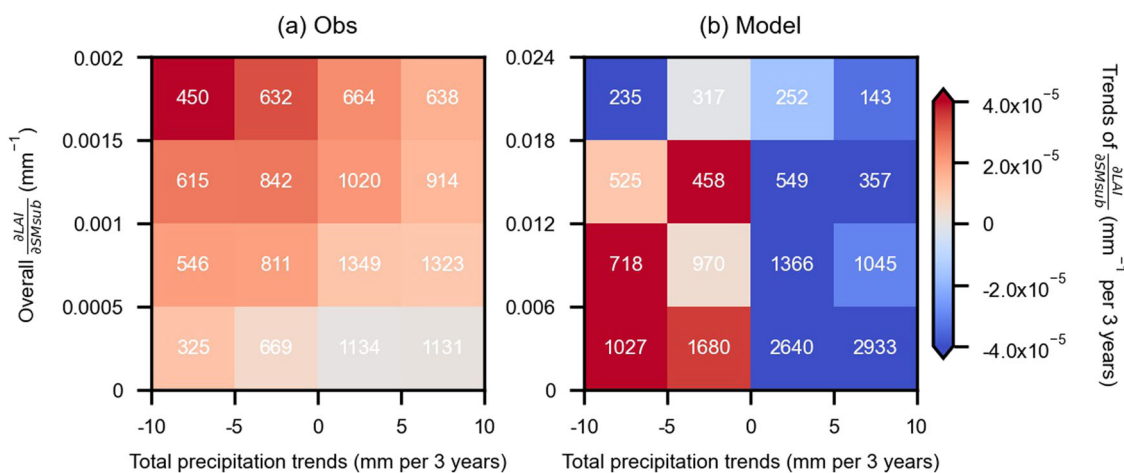 (a) Obs
(b) Model
0.002
0.0015
0.001
0.0005
0
Overall ∂LAI/∂SMsub (mm⁻¹)
450 632 664 638
615 842 1020 914
546 811 1349 1323
325 669 1134 1131
-10 -5 0 5 10
Total precipitation trends (mm per 3 years)
0.024
0.018
0.012
0.006
0
235 317 252 143
525 458 549 357
718 970 1366 1045
1027 1680 2640 2933
-10 -5 0 5 10
Total precipitation trends (mm per 3 years)
4.0x10⁻⁵
2.0x10⁻⁵
0
-2.0x10⁻⁵
-4.0x10⁻⁵
Trends of ∂LAI/∂SMsub (mm⁻¹ per 3 years)